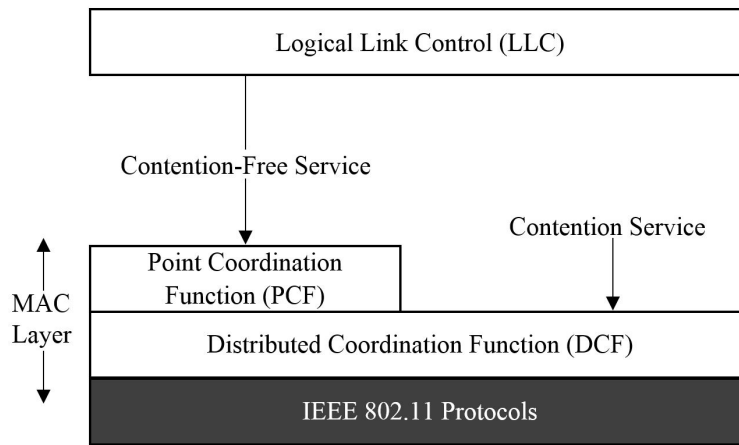 Logical Link Control (LLC)
Contention-Free Service
Contention Service
Point Coordination
Function (PCF)
MAC
Layer
Distributed Coordination Function (DCF)
IEEE 802.11 Protocols